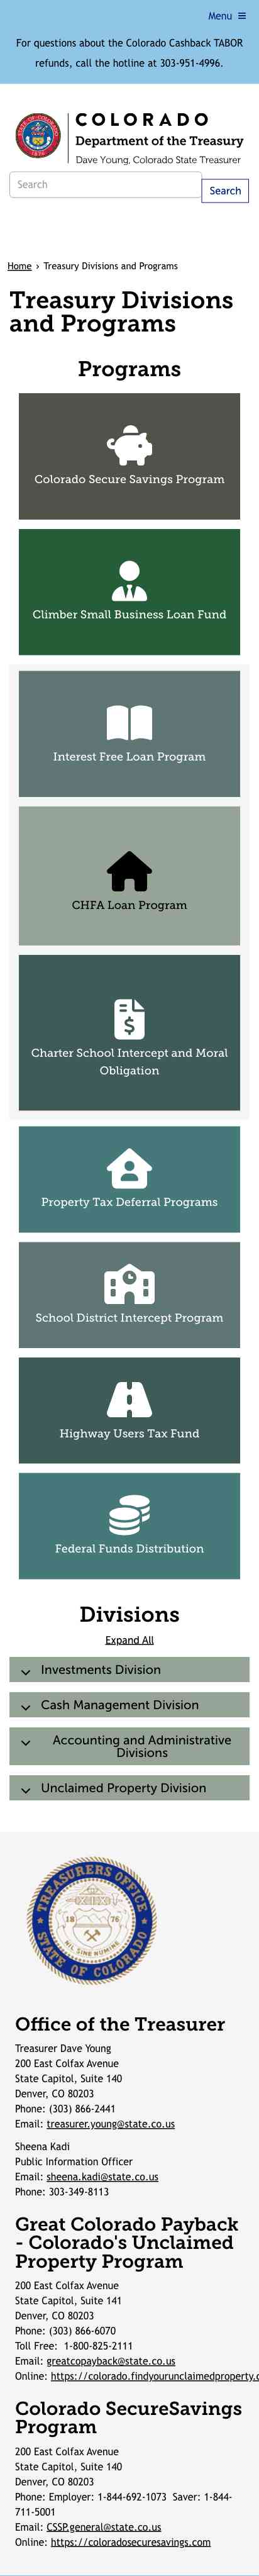 Menu ≡
For questions about the Colorado Cashback TABOR
refunds, call the hotline at 303-951-4996.
COLORADO
Department of the Treasury
Dave Young, Colorado State Treasurer
Search
Search
Home › Treasury Divisions and Programs
Treasury Divisions
and Programs
Programs
Colorado Secure Savings Program
Climber Small Business Loan Fund
Interest Free Loan Program
CHFA Loan Program
Charter School Intercept and Moral
Obligation
Property Tax Deferral Programs
School District Intercept Program
Highway Users Tax Fund
Federal Funds Distribution
Divisions
Expand All
Investments Division
Cash Management Division
Accounting and Administrative
Divisions
Unclaimed Property Division
TREASURERS OFFICE
18 76
NIL SINE NUMINE
Office of the Treasurer
Treasurer Dave Young
200 East Colfax Avenue
State Capitol, Suite 140
Denver, CO 80203
Phone: (303) 866-2441
Email: treasurer.young@state.co.us
Sheena Kadi
Public Information Officer
Email: sheena.kadi@state.co.us
Phone: 303-349-8113
Great Colorado Payback
- Colorado's Unclaimed
Property Program
200 East Colfax Avenue
State Capitol, Suite 141
Denver, CO 80203
Phone: (303) 866-6070
Toll Free: 1-800-825-2111
Email: greatcopayback@state.co.us
Online: https://colorado.findyourunclaimedproperty.c
Colorado SecureSavings
Program
200 East Colfax Avenue
State Capitol, Suite 140
Denver, CO 80203
Phone: Employer: 1-844-692-1073 Saver: 1-844-
711-5001
Email: CSSP.general@state.co.us
Online: https://coloradosecuresavings.com